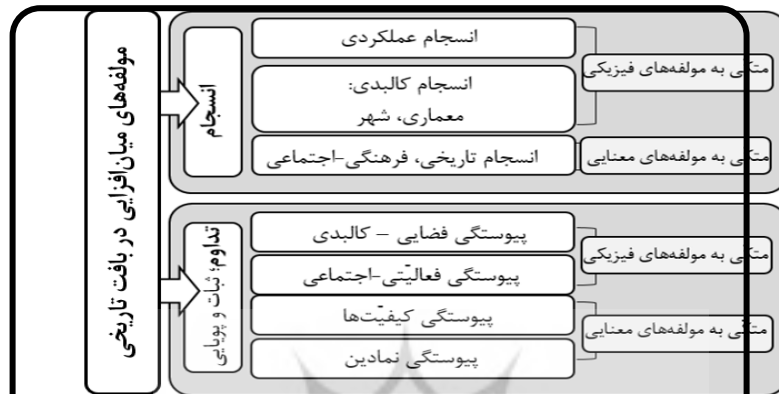 مولفه‌های میان‌افزایی در بافت تاریخی
انسجام
انسجام عملکردی
انسجام کالبدی:
معماری، شهر
انسجام تاریخی، فرهنگی-اجتماعی
متکی به مولفه‌های فیزیکی
متکی به مولفه‌های معنایی
تداوم؛ ثبات و پویایی
پیوستگی فضایی – کالبدی
پیوستگی فعالیّتی-اجتماعی
پیوستگی کیفیّت‌ها
پیوستگی نمادین
متکی به مولفه‌های فیزیکی
متکی به مولفه‌های معنایی